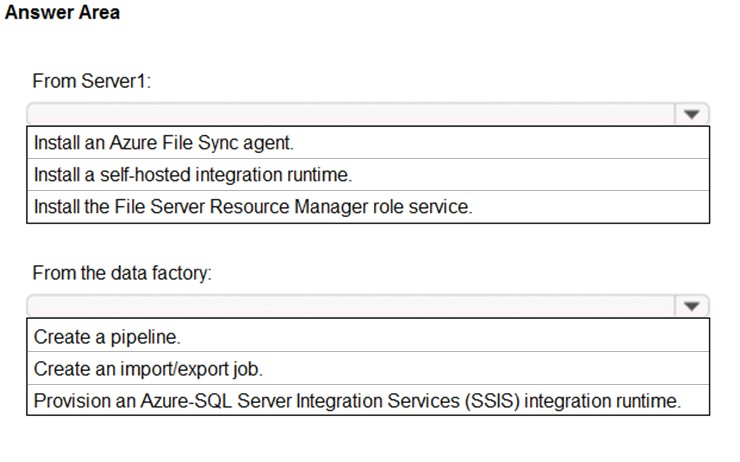 Answer Area
From Server1:
Install an Azure File Sync agent.
Install a self-hosted integration runtime.
Install the File Server Resource Manager role service.
From the data factory:
Create a pipeline.
Create an import/export job.
Provision an Azure-SQL Server Integration Services (SSIS) integration runtime.